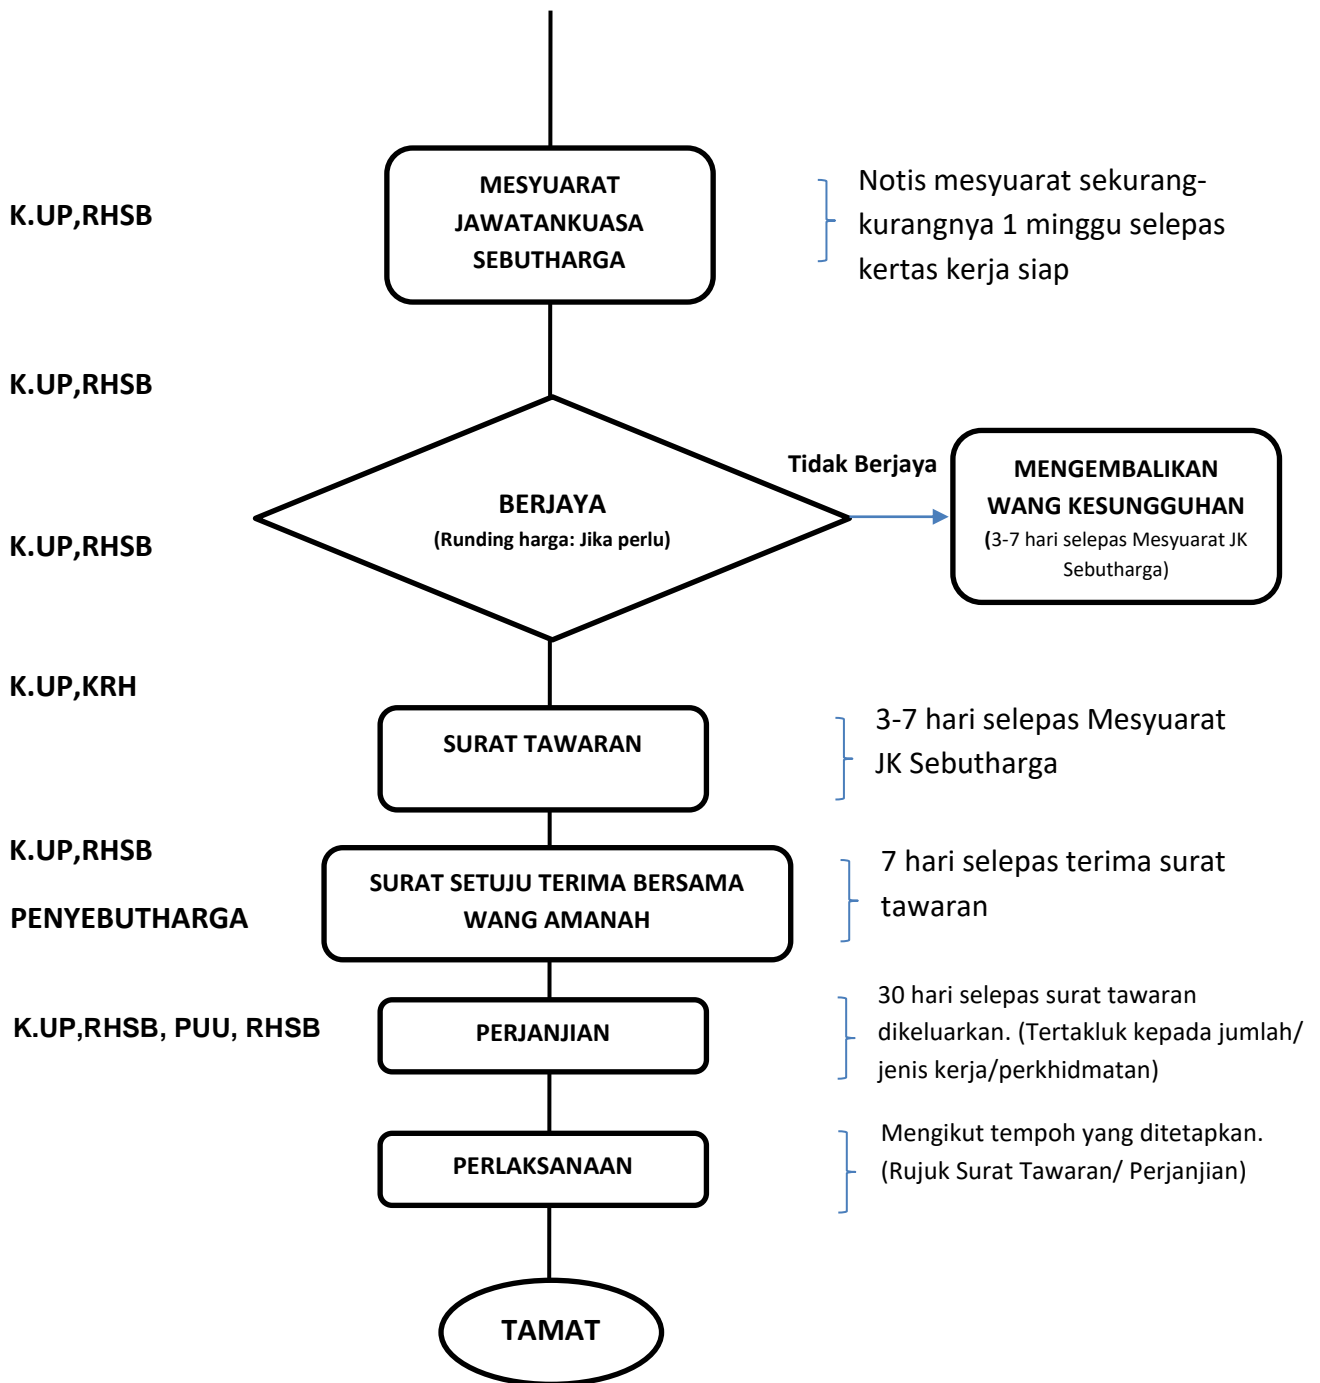 K.UP,RHSB
MESYUARAT
JAWATANKUASA
SEBUTHARGA
Notis mesyuarat sekurang-
kurangnya 1 minggu selepas
kertas kerja siap
K.UP,RHSB
BERJAYA
(Runding harga: Jika perlu)
Tidak Berjaya
MENGEMBALIKAN
WANG KESUNGGUHAN
(3-7 hari selepas Mesyuarat JK
Sebutharga)
K.UP,RHSB
K.UP,KRH
SURAT TAWARAN
3-7 hari selepas Mesyuarat
JK Sebutharga
K.UP,RHSB
PENYEBUTHARGA
SURAT SETUJU TERIMA BERSAMA
WANG AMANAH
7 hari selepas terima surat
tawaran
K.UP,RHSB, PUU, RHSB
PERJANJIAN
30 hari selepas surat tawaran
dikeluarkan. (Tertakluk kepada jumlah/
jenis kerja/perkhidmatan)
PERLAKSANAAN
Mengikut tempoh yang ditetapkan.
(Rujuk Surat Tawaran/ Perjanjian)
TAMAT